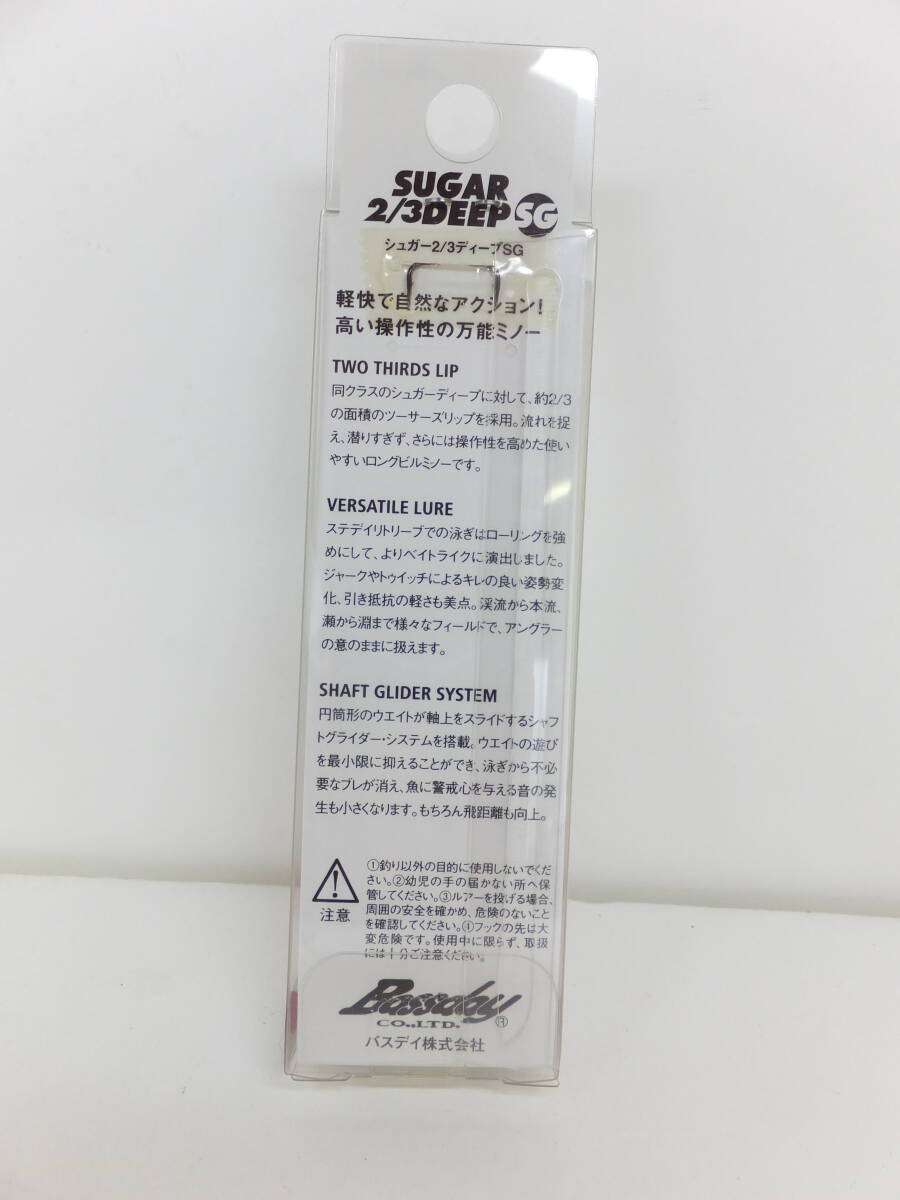 SUGAR
2/3DEEP SG
シュガー2/3ディープSG
軽快で自然なアクション!
高い操作性の万能ミノー
TWO THIRDS LIP
同クラスのシュガーディープに対して、約2/3
の面積のツーサーズリップを採用。流れを捉
え、潜りすぎず、さらには操作性を高めた使い
やすいロングビルミノーです。
VERSATILE LURE
ステデイリトリーブでの泳ぎはローリングを強
めにして、よりベイトライクに演出しました。
ジャークやトゥイッチによるキレの良い姿勢変
化、引き抵抗の軽さも美点。渓流から本流、
瀬から淵まで様々なフィールドで、アングラー
の意のままに扱えます。
SHAFT GLIDER SYSTEM
円筒形のウエイトが軸上をスライドするシャフ
トグライダー・システムを搭載。ウエイトの遊び
を最小限に抑えることができ、泳ぎから不必
要なブレが消え、魚に警戒心を与える音の発
生も小さくなります。もちろん飛距離も向上。
注意
①釣り以外の目的に使用しないでくだ
さい。②幼児の手の届かない所へ保
管してください。③ルアーを投げる場合、
周囲の安全を確かめ、危険のないこと
を確認してください。④フックの先は大
変危険です。使用中に限らず、取扱
には十分ご注意ください。
Bassday®
CO.,LTD.
バスデイ株式会社